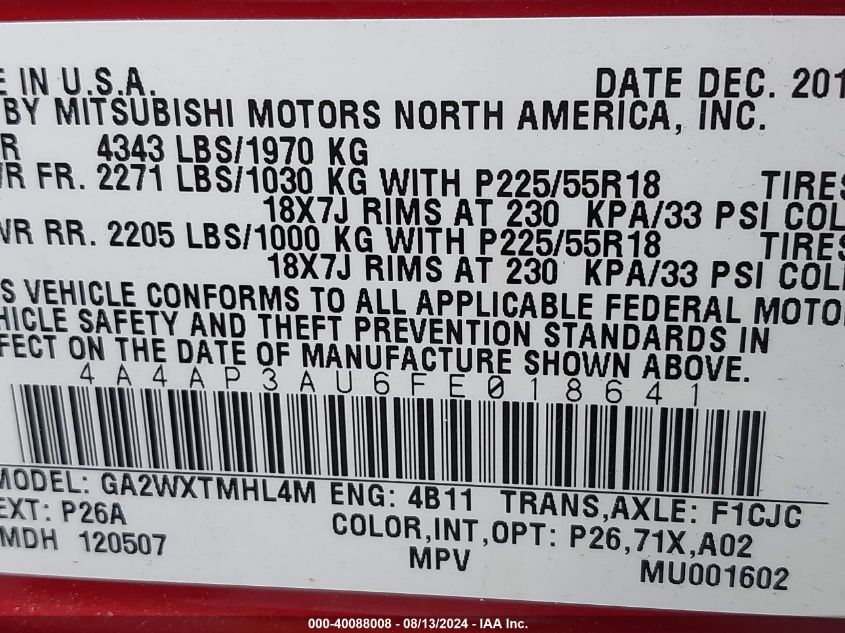 E IN U.S.A. DATE DEC. 201
BY MITSUBISHI MOTORS NORTH AMERICA, INC.
R 4343 LBS/1970 KG
VR FR. 2271 LBS/1030 KG WITH P225/55R18 TIRES
18X7J RIMS AT 230 KPA/33 PSI COL
VR RR. 2205 LBS/1000 KG WITH P225/55R18 TIRES
18X7J RIMS AT 230 KPA/33 PSI COL
S VEHICLE CONFORMS TO ALL APPLICABLE FEDERAL MOTO
HICLE SAFETY AND THEFT PREVENTION STANDARDS IN
FECT ON THE DATE OF MANUFACTURE SHOWN ABOVE.
4A4AP3AU6FE018641
MODEL: GA2WXTMHL4M ENG: 4B11 TRANS,AXLE: F1CJC
EXT: P26A COLOR,INT,OPT: P26,71X,A02
MDH 120507 MPV MU001602
000-40088008 - 08/13/2024 - IAA Inc.